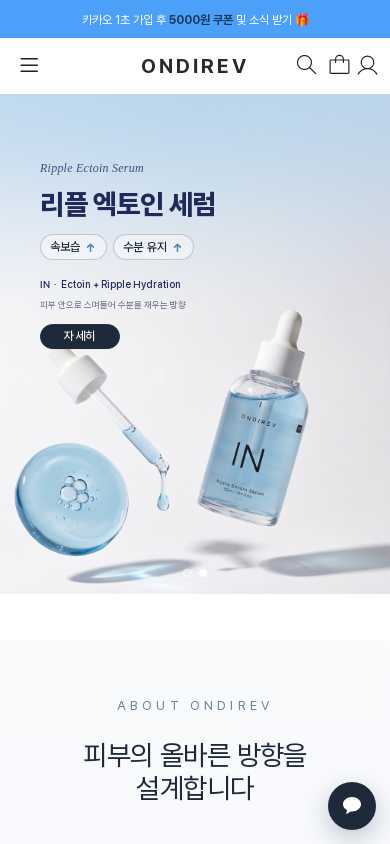 카카오 1초 가입 후 5000원 쿠폰 및 소식 받기 🎁
ONDIREV
Ripple Ectoin Serum
리플 엑토인 세럼
속보습 ↑ 수분 유지 ↑
IN · Ectoin + Ripple Hydration
피부 안으로 스며들어 수분을 채우는 방향
자세히
ONDIREV
IN
Ripple Ectoin Serum
ABOUT ONDIREV
피부의 올바른 방향을
설계합니다